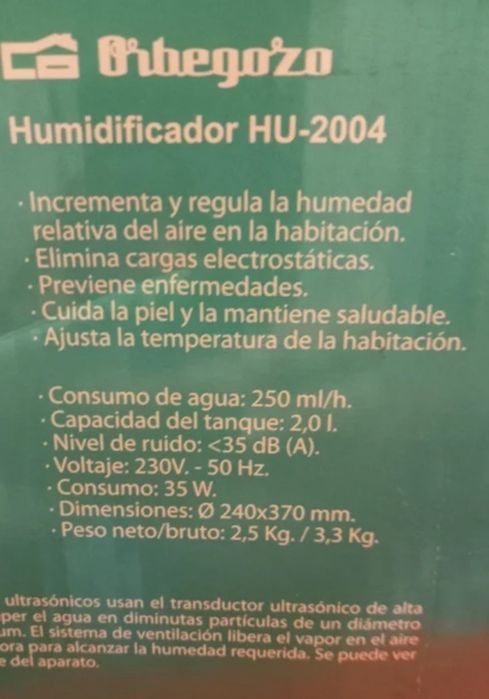 Orbegozo
Humidificador HU-2004
· Incrementa y regula la humedad
relativa del aire en la habitación.
· Elimina cargas electrostáticas.
· Previene enfermedades.
· Cuida la piel y la mantiene saludable.
· Ajusta la temperatura de la habitación.
· Consumo de agua: 250 ml/h.
· Capacidad del tanque: 2,0 l.
· Nivel de ruido: <35 dB (A).
· Voltaje: 230V. - 50 Hz.
· Consumo: 35 W.
· Dimensiones: Ø 240x370 mm.
· Peso neto/bruto: 2,5 Kg. / 3,3 Kg.
ultrasónicos usan el transductor ultrasónico de alta
per el agua en diminutas partículas de un diámetro
um. El sistema de ventilación libera el vapor en el aire
ora para alcanzar la humedad requerida. Se puede ver
e del aparato.